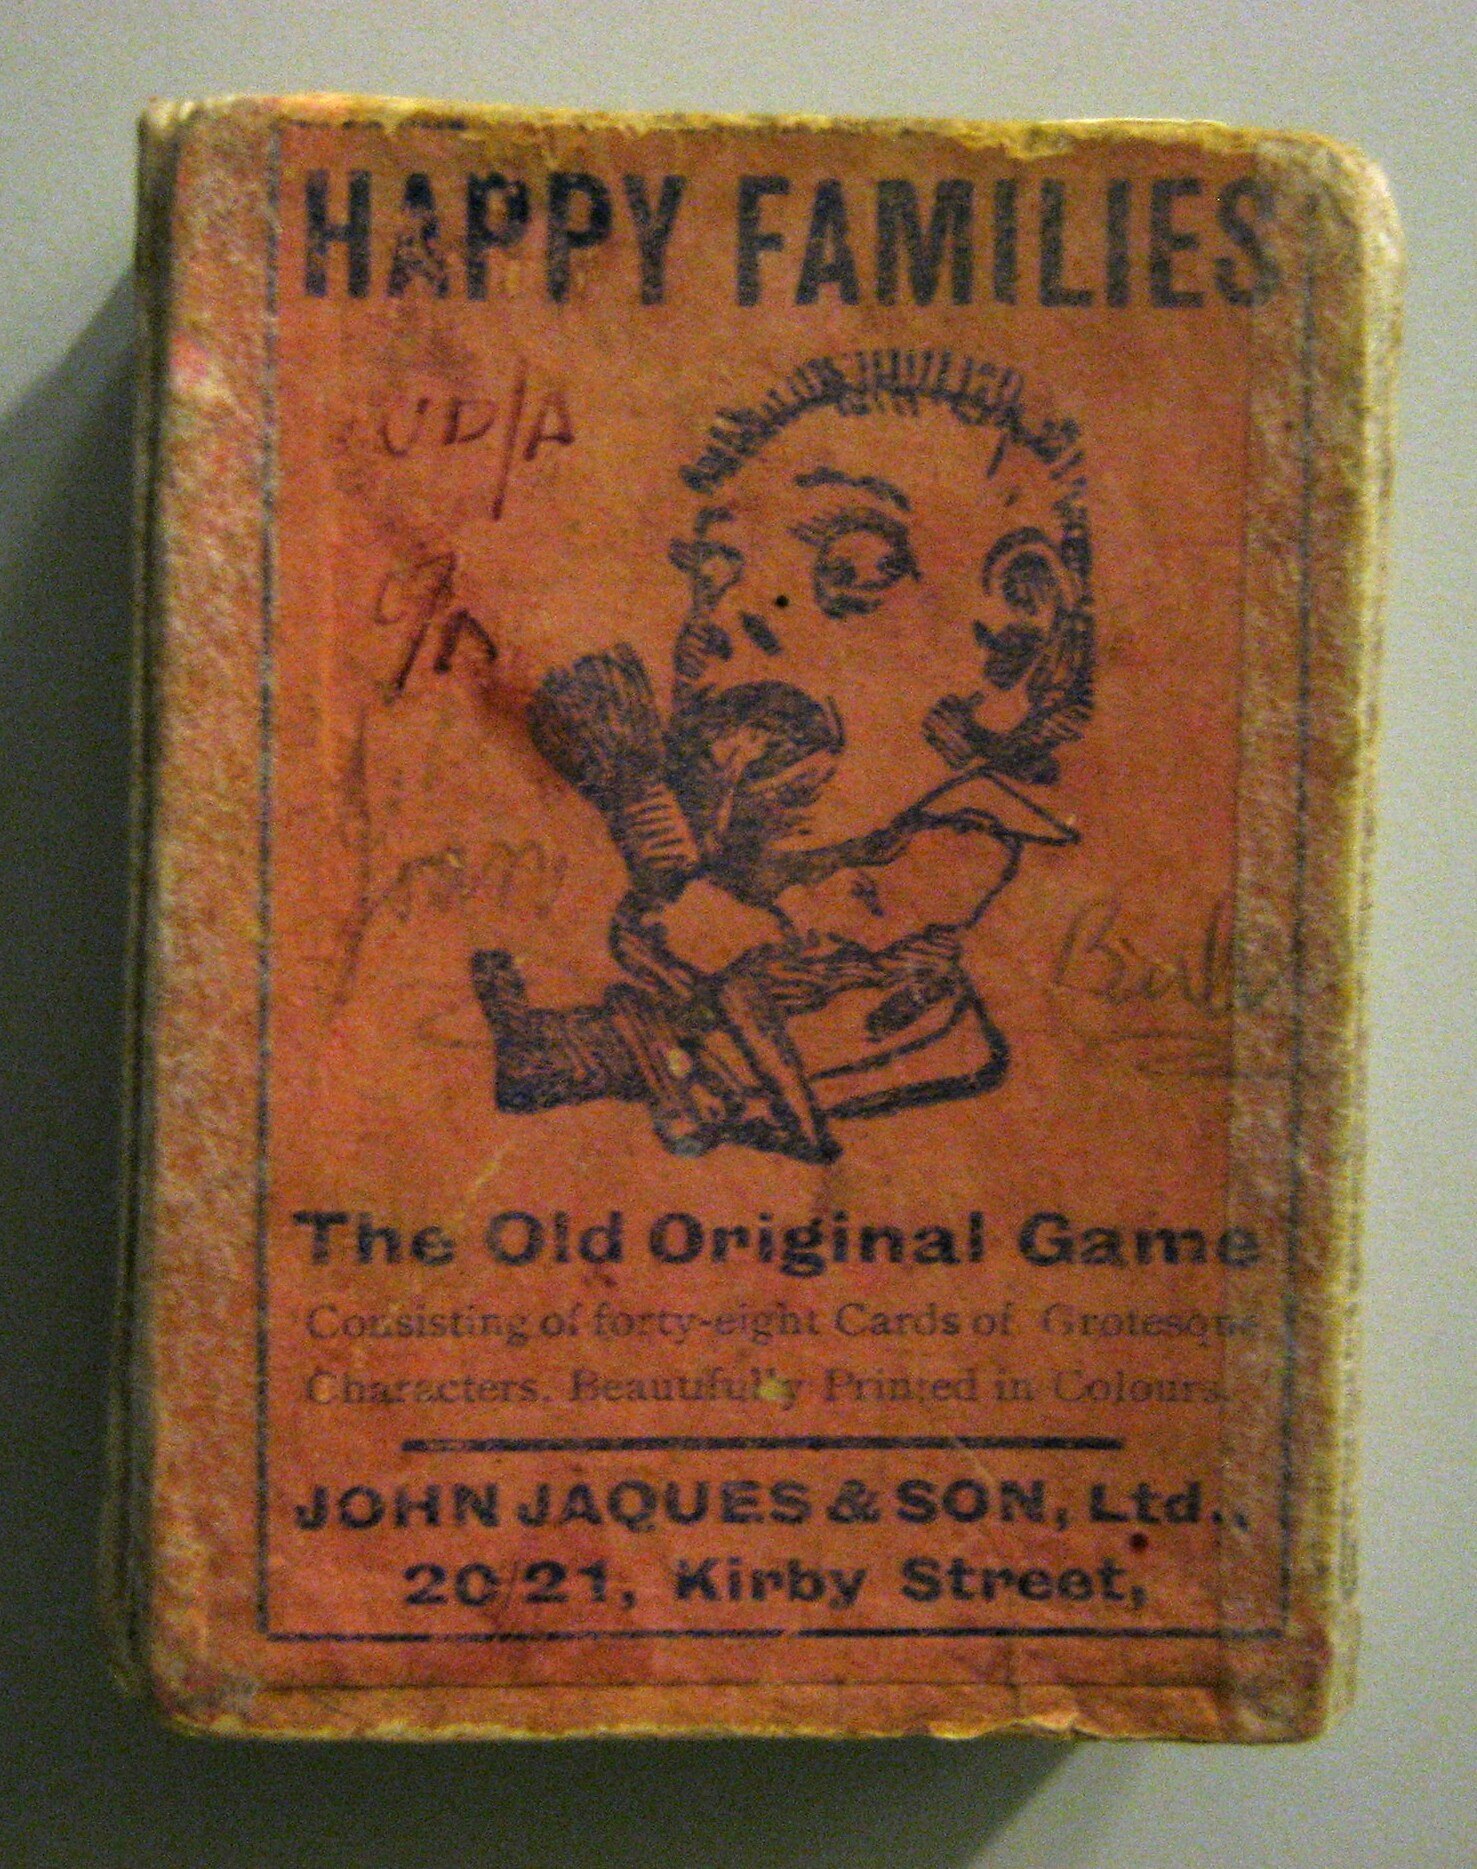 HAPPY FAMILIES
UD/A
The Old Original Game
Consisting of forty-eight Cards of Grotesque
Characters. Beautifully Printed in Colours.
JOHN JAQUES & SON, Ltd.,
20/21, Kirby Street,